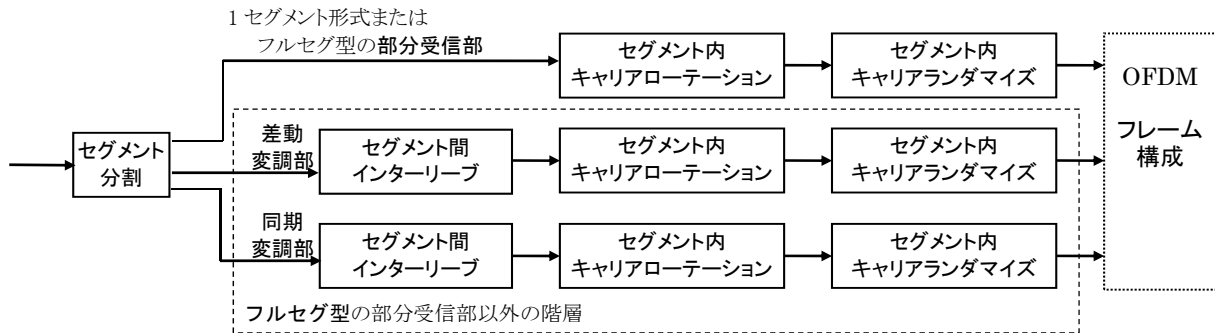 1 セグメント形式または
フルセグ型の部分受信部
セグメント内
キャリアローテーション
セグメント内
キャリアランダマイズ
OFDM
フレーム
構成
セグメント
分割
差動
変調部
セグメント間
インターリーブ
セグメント内
キャリアローテーション
セグメント内
キャリアランダマイズ
同期
変調部
セグメント間
インターリーブ
セグメント内
キャリアローテーション
セグメント内
キャリアランダマイズ
フルセグ型の部分受信部以外の階層